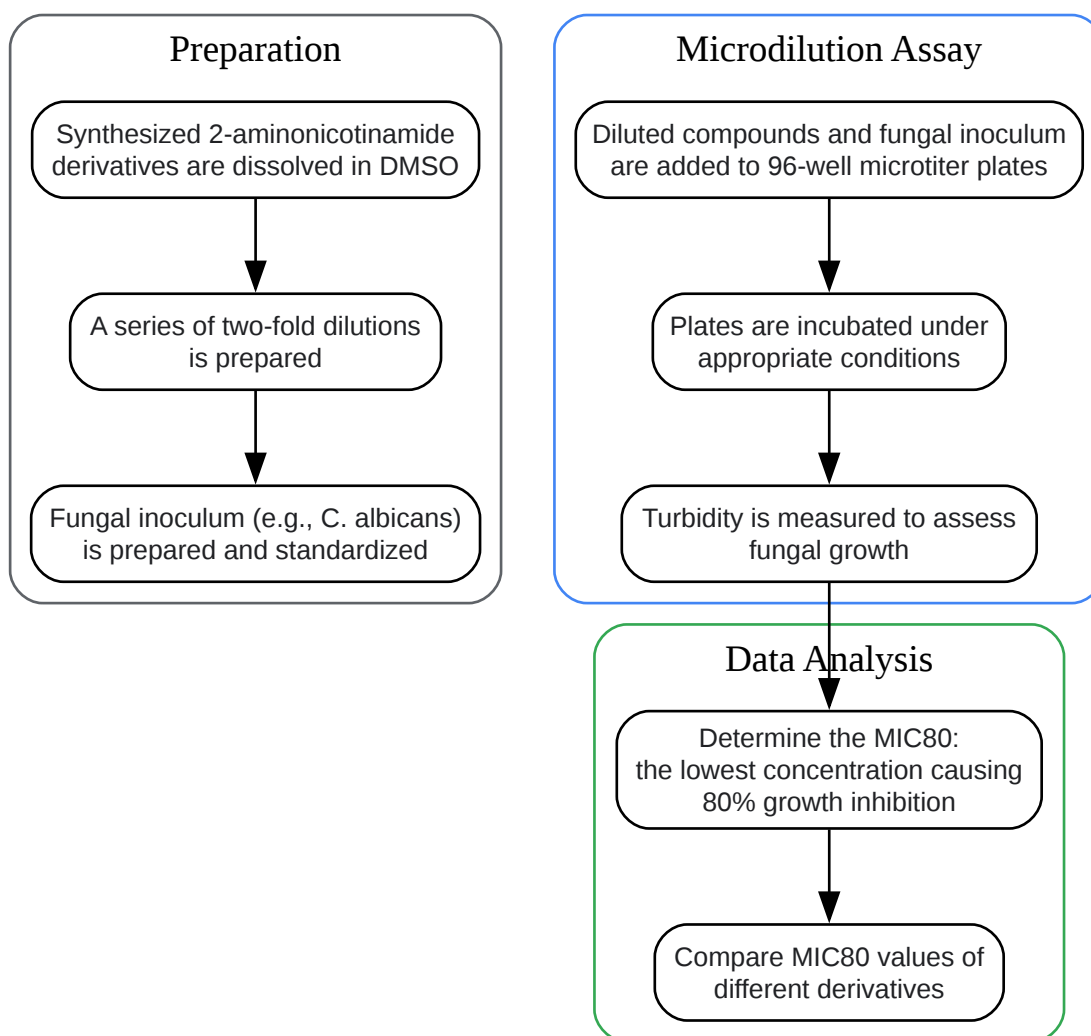 Preparation
Synthesized 2-aminonicotinamide
derivatives are dissolved in DMSO
A series of two-fold dilutions
is prepared
Fungal inoculum (e.g., C. albicans)
is prepared and standardized
Microdilution Assay
Diluted compounds and fungal inoculum
are added to 96-well microtiter plates
Plates are incubated under
appropriate conditions
Turbidity is measured to assess
fungal growth
Data Analysis
Determine the MIC80:
the lowest concentration causing
80% growth inhibition
Compare MIC80 values of
different derivatives